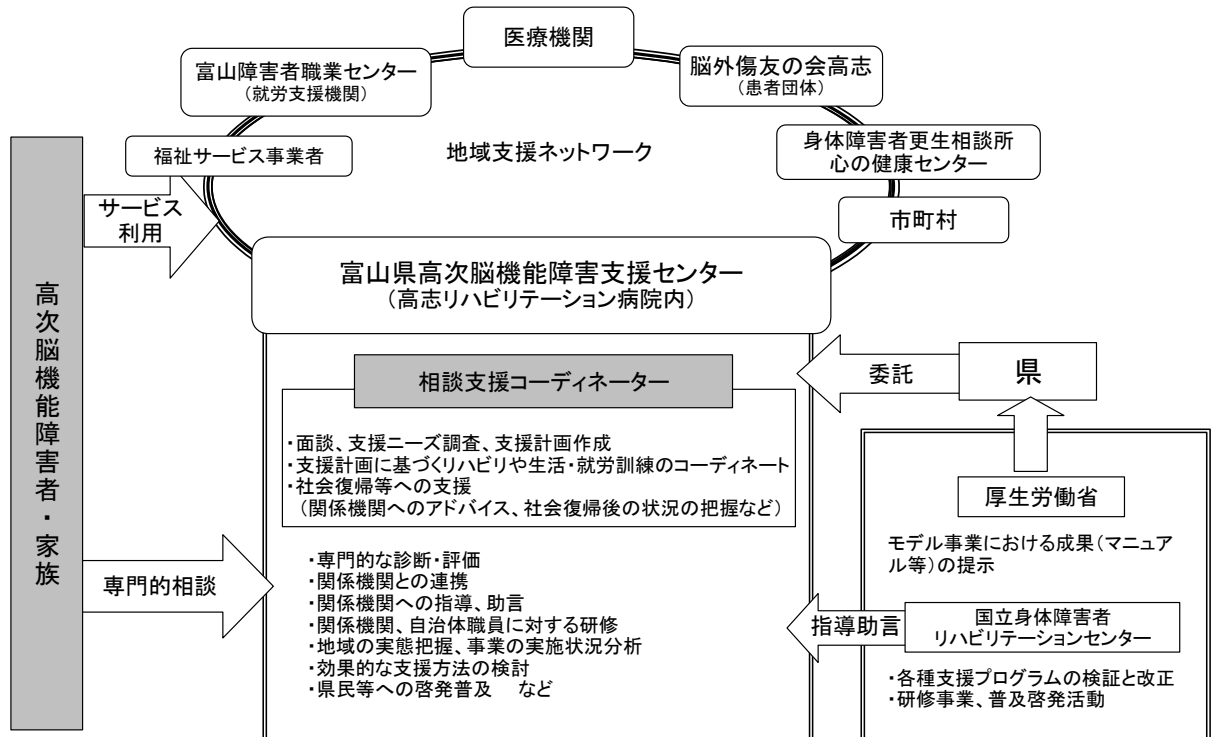 医療機関
富山障害者職業センター
(就労支援機関)
脳外傷友の会高志
(患者団体)
福祉サービス事業者
地域支援ネットワーク
身体障害者更生相談所
心の健康センター
市町村
サービス
利用
高次脳機能障害者・家族
富山県高次脳機能障害支援センター
(高志リハビリテーション病院内)
相談支援コーディネーター
・面談、支援ニーズ調査、支援計画作成
・支援計画に基づくリハビリや生活・就労訓練のコーディネート
・社会復帰等への支援
(関係機関へのアドバイス、社会復帰後の状況の把握など)
委託
県
厚生労働省
モデル事業における成果(マニュ
アル等)の提示
専門的相談
・専門的な診断・評価
・関係機関との連携
・関係機関への指導、助言
・関係機関、自治体職員に対する研修
・地域の実態把握、事業の実施状況分析
・効果的な支援方法の検討
・県民等への啓発普及 など
指導助言
国立身体障害者
リハビリテーションセンター
・各種支援プログラムの検証と改正
・研修事業、普及啓発活動